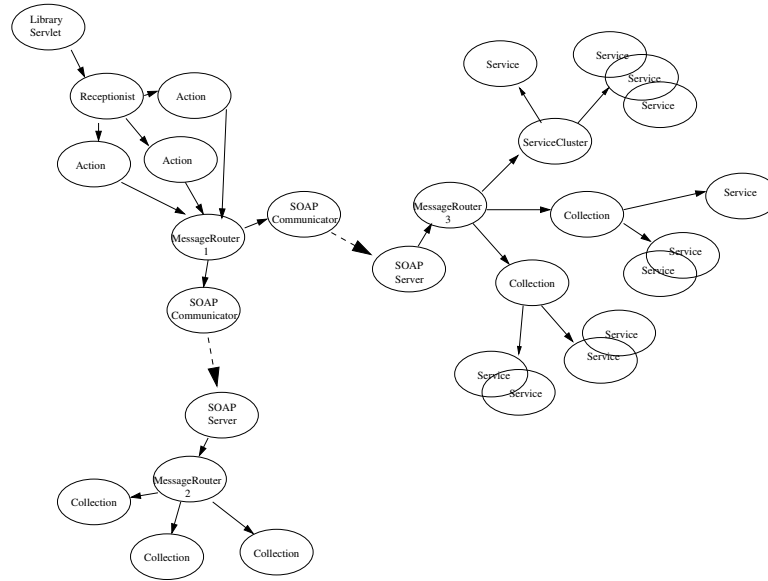 Library
Servlet
Receptionist
Action
Action
Action
MessageRouter
1
SOAP
Communicator
SOAP
Communicator
SOAP
Server
MessageRouter
2
Collection
Collection
Collection
SOAP
Server
MessageRouter
3
ServiceCluster
Service
Service
Service
Service
Collection
Service
Service
Service
Collection
Service
Service
Service
Service